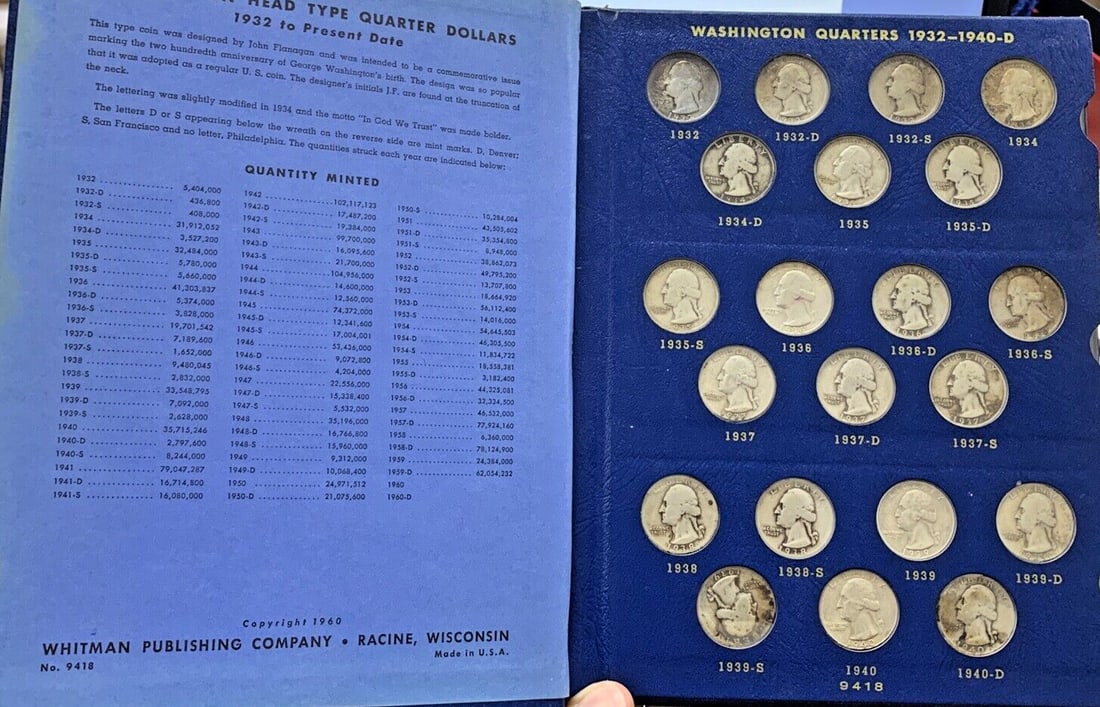 HEAD TYPE QUARTER DOLLARS
1932 to Present Date
This type coin was designed by John Flanagan and was intended to be a commemorative issue
marking the two hundredth anniversary of George Washington's birth. The design was so popular
that it was adopted as a regular U. S. coin. The designer's initials J.F. are found at the truncation of
the neck.
The lettering was slightly modified in 1934 and the motto "In God We Trust" was made bolder.
The letters D or S appearing below the wreath on the reverse side are mint marks. D, Denver;
S, San Francisco and no letter, Philadelphia. The quantities struck each year are indicated below:
QUANTITY MINTED
1932 ............ 5,404,000
1932-D ............ 436,800
1932-S ............ 408,000
1934 ............ 31,912,052
1934-D ............ 3,527,200
1935 ............ 32,484,000
1935-D ............ 5,780,000
1935-S ............ 5,660,000
1936 ............ 41,303,837
1936-D ............ 5,374,000
1936-S ............ 3,828,000
1937 ............ 19,701,542
1937-D ............ 7,189,600
1937-S ............ 1,652,000
1938 ............ 9,480,045
1938-S ............ 2,832,000
1939 ............ 33,548,795
1939-D ............ 7,092,000
1939-S ............ 2,628,000
1940 ............ 35,715,246
1940-D ............ 2,797,600
1940-S ............ 8,244,000
1941 ............ 79,047,287
1941-D ............ 16,714,800
1941-S ............ 16,080,000
1942 ............ 102,117,123
1942-D ............ 17,487,200
1942-S ............ 19,384,000
1943 ............ 99,700,000
1943-D ............ 16,095,600
1943-S ............ 21,700,000
1944 ............ 104,956,000
1944-D ............ 14,600,000
1944-S ............ 12,560,000
1945 ............ 74,372,000
1945-D ............ 12,341,600
1945-S ............ 17,004,001
1946 ............ 53,436,000
1946-D ............ 9,072,800
1946-S ............ 4,204,000
1947 ............ 22,556,000
1947-D ............ 15,338,400
1947-S ............ 5,532,000
1948 ............ 35,196,000
1948-D ............ 16,766,800
1948-S ............ 15,960,000
1949 ............ 9,312,000
1949-D ............ 10,068,400
1950 ............ 24,971,512
1950-D ............ 21,075,600
1950-S ............ 10,284,004
1951 ............ 43,505,602
1951-D ............ 35,354,800
1951-S ............ 8,948,000
1952 ............ 38,862,073
1952-D ............ 49,795,200
1952-S ............ 13,707,800
1953 ............ 18,664,920
1953-D ............ 56,112,400
1953-S ............ 14,016,000
1954 ............ 54,645,503
1954-D ............ 46,305,500
1954-S ............ 11,834,722
1955 ............ 18,558,381
1955-D ............ 3,182,400
1956 ............ 44,325,081
1956-D ............ 32,334,500
1957 ............ 46,532,000
1957-D ............ 77,924,160
1958 ............ 6,360,000
1958-D ............ 78,124,900
1959 ............ 24,384,000
1959-D ............ 62,054,232
1960
1960-D
Copyright 1960
WHITMAN PUBLISHING COMPANY • RACINE, WISCONSIN
No. 9418
Made in U.S.A.
WASHINGTON QUARTERS 1932–1940-D
1932
1932-D
1932-S
1934
1934-D
1935
1935-D
1935-S
1936
1936-D
1936-S
1937
1937-D
1937-S
1938
1938-S
1939
1939-D
1939-S
1940
1940-D
9418